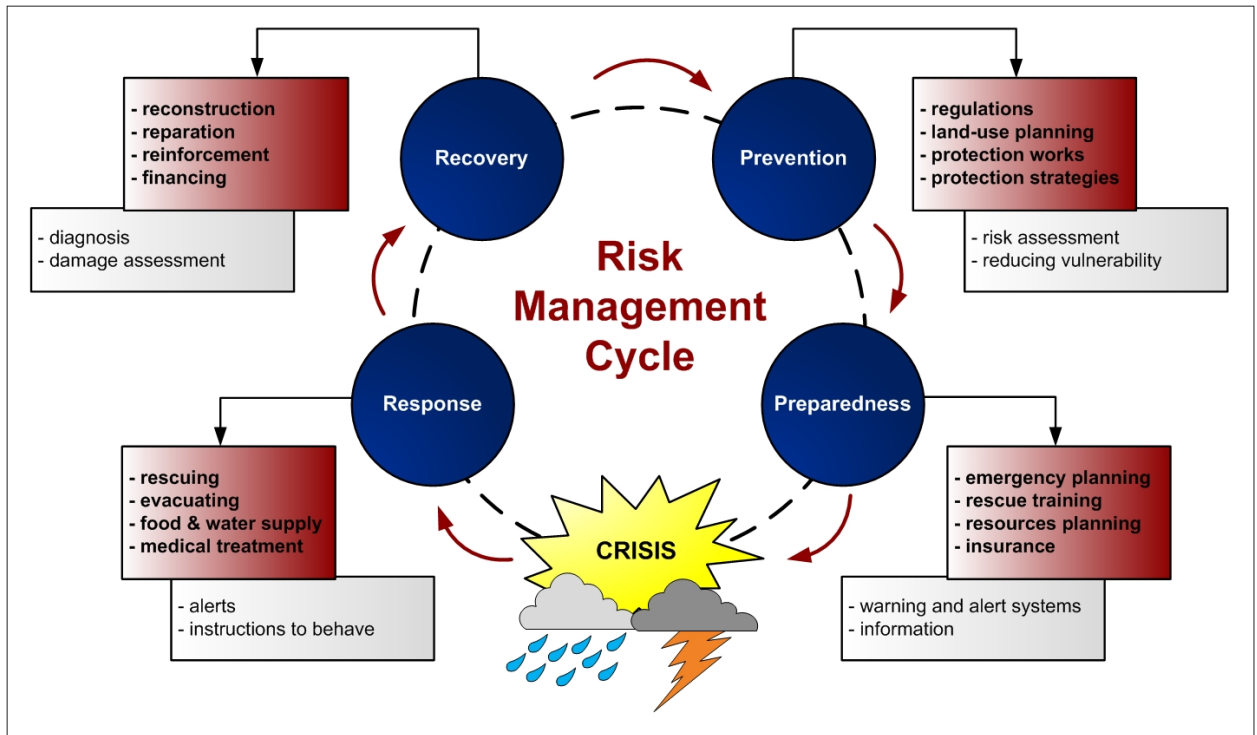 - reconstruction
- reparation
- reinforcement
- financing
- diagnosis
- damage assessment
Recovery
Prevention
- regulations
- land-use planning
- protection works
- protection strategies
- risk assessment
- reducing vulnerability
Risk
Management
Cycle
Response
Preparedness
- rescuing
- evacuating
- food & water supply
- medical treatment
- alerts
- instructions to behave
CRISIS
- emergency planning
- rescue training
- resources planning
- insurance
- warning and alert systems
- information